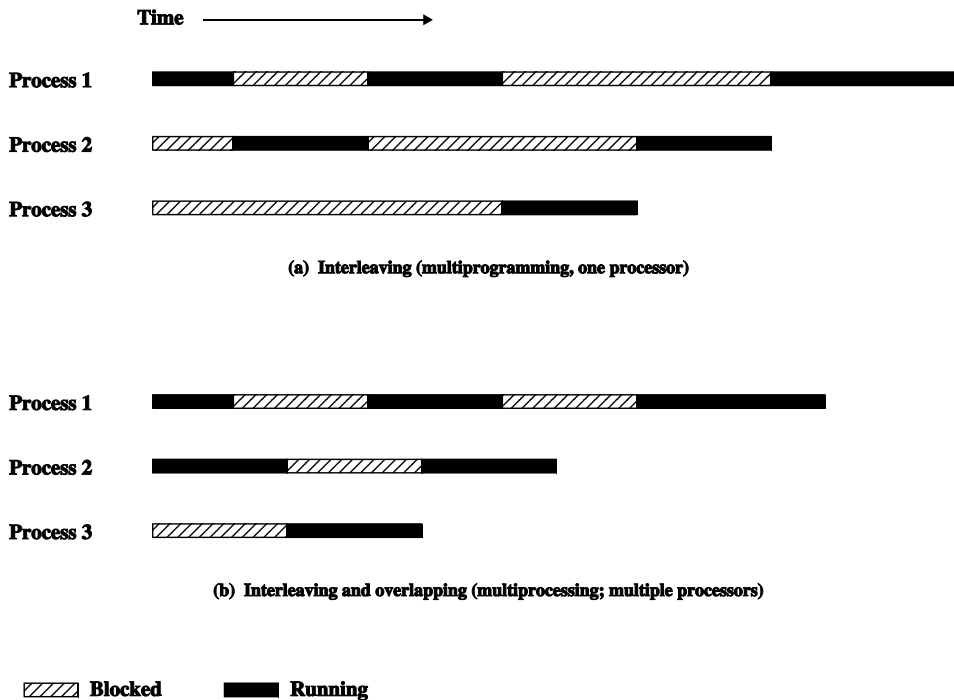 Time
Process 1
Process 2
Process 3
(a) Interleaving (multiprogramming, one processor)
Process 1
Process 2
Process 3
(b) Interleaving and overlapping (multiprocessing; multiple processors)
Blocked Running